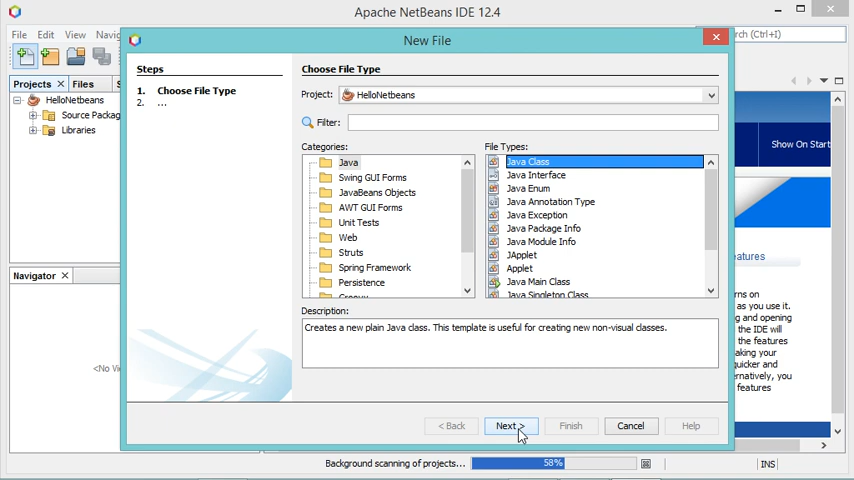 Apache NetBeans IDE 12.4
File Edit View Navig
rch (Ctrl+I)
New File
Projects Files S
HelloNetbeans
Source Packag
Libraries
Navigator
<No Vi
Steps
1. Choose File Type
2. ...
Choose File Type
Project: HelloNetbeans
Filter:
Categories:
Java
Swing GUI Forms
JavaBeans Objects
AWT GUI Forms
Unit Tests
Web
Struts
Spring Framework
Persistence
Groovy
File Types:
Java Class
Java Interface
Java Enum
Java Annotation Type
Java Exception
Java Package Info
Java Module Info
JApplet
Applet
Java Main Class
Java Singleton Class
Description:
Creates a new plain Java class. This template is useful for creating new non-visual classes.
< Back Next > Finish Cancel Help
Show On Start
eatures
rns on
as you use it.
g and opening
the IDE will
the features
aking your
quicker and
ternatively, you
features
Background scanning of projects... 58%
INS